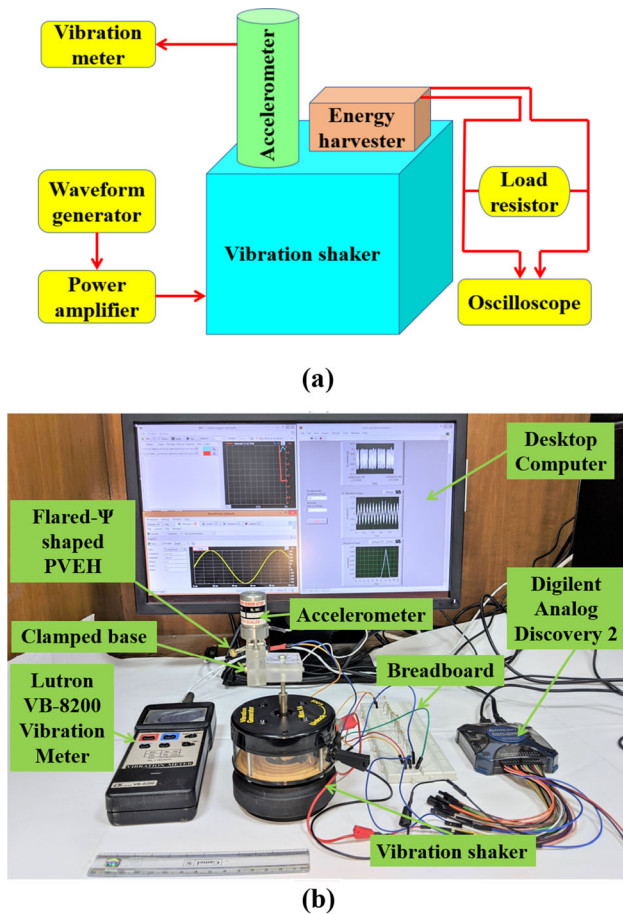 Vibration
meter
Accelerometer
Energy
harvester
Waveform
generator
Load
resistor
Vibration shaker
Power
amplifier
Oscilloscope
(a)
Desktop
Computer
Flared-Ψ
shaped
PVEH
Digilent
Analog
Discovery 2
Accelerometer
Clamped base
Breadboard
Lutron
VB-8200
Vibration
Meter
VIBRATION METER
Vibration shaker
(b)